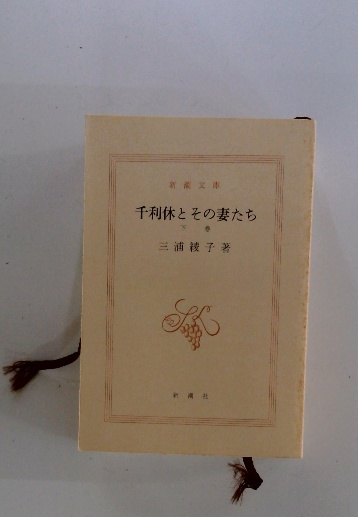 新潮文庫
千利休とその妻たち
下巻
三浦綾子著
SK
新潮社